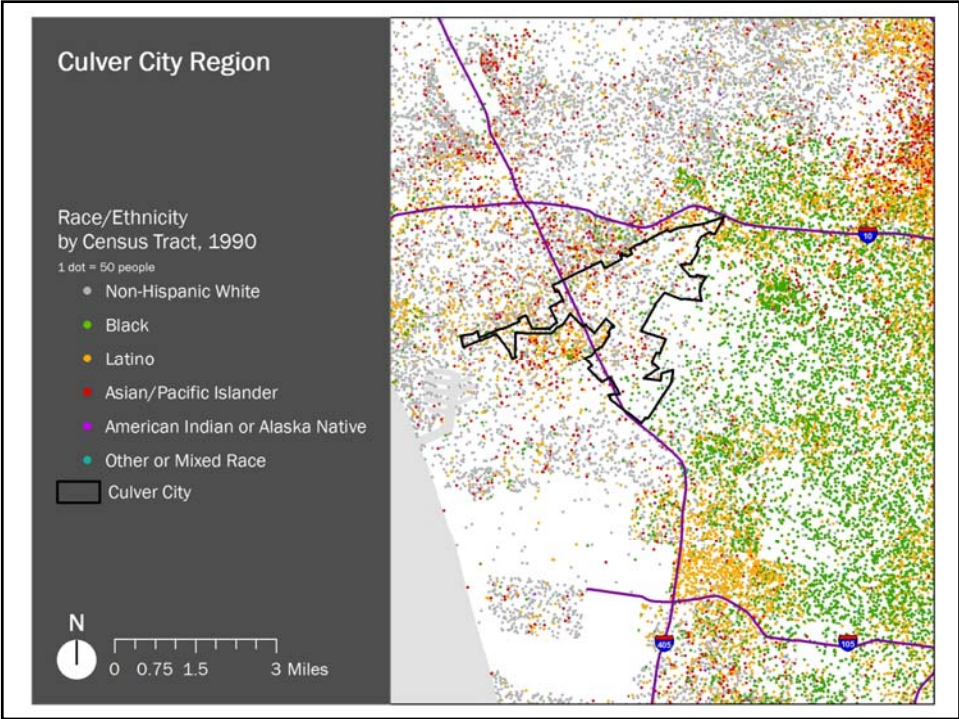 Culver City Region
Race/Ethnicity
by Census Tract, 1990
1 dot = 50 people
Non-Hispanic White
Black
Latino
Asian/Pacific Islander
American Indian or Alaska Native
Other or Mixed Race
Culver City
N
0 0.75 1.5 3 Miles
10
405
105